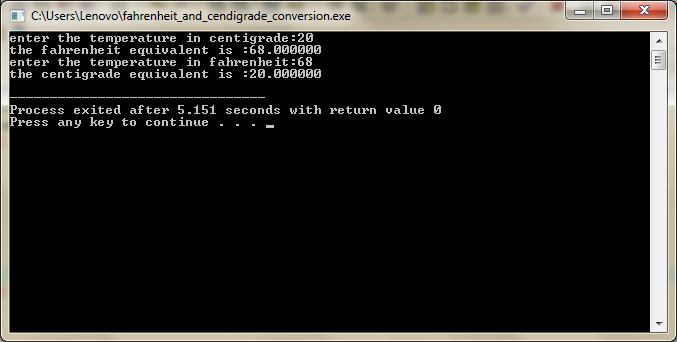 C:\Users\Lenovo\fahrenheit_and_cendigrade_conversion.exe
enter the temperature in centigrade:20
the fahrenheit equivalent is :68.000000
enter the temperature in fahrenheit:68
the centigrade equivalent is :20.000000
--------------------------------
Process exited after 5.151 seconds with return value 0
Press any key to continue . . . _